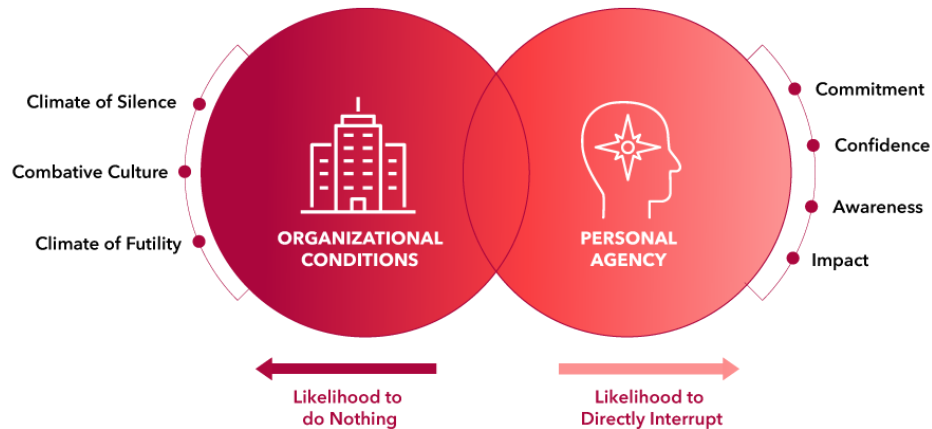 Climate of Silence
Combative Culture
Climate of Futility
ORGANIZATIONAL
CONDITIONS
PERSONAL
AGENCY
Commitment
Confidence
Awareness
Impact
Likelihood to
do Nothing
Likelihood to
Directly Interrupt